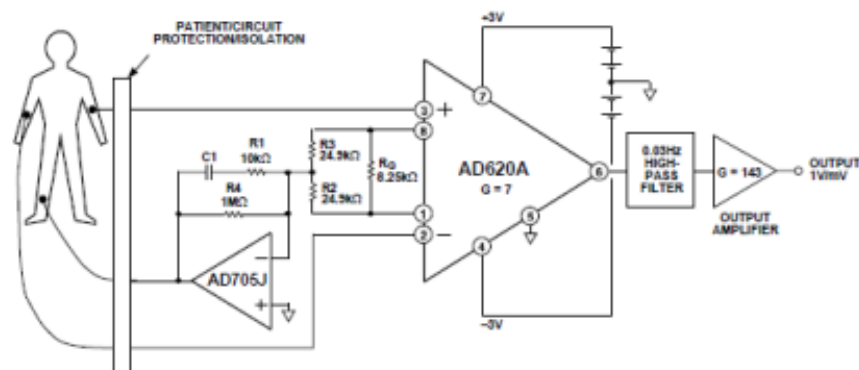 PATIENT/CIRCUIT
PROTECTION/ISOLATION
+3V
3
+
8
7
C1
R1
10kΩ
R3
24.9kΩ
RG
8.25kΩ
AD620A
G = 7
6
0.03Hz
HIGH-
PASS
FILTER
G = 143
OUTPUT
1V/mV
OUTPUT
AMPLIFIER
R4
1MΩ
R2
24.9kΩ
1
2
–
5
4
AD705J
–
+
–3V